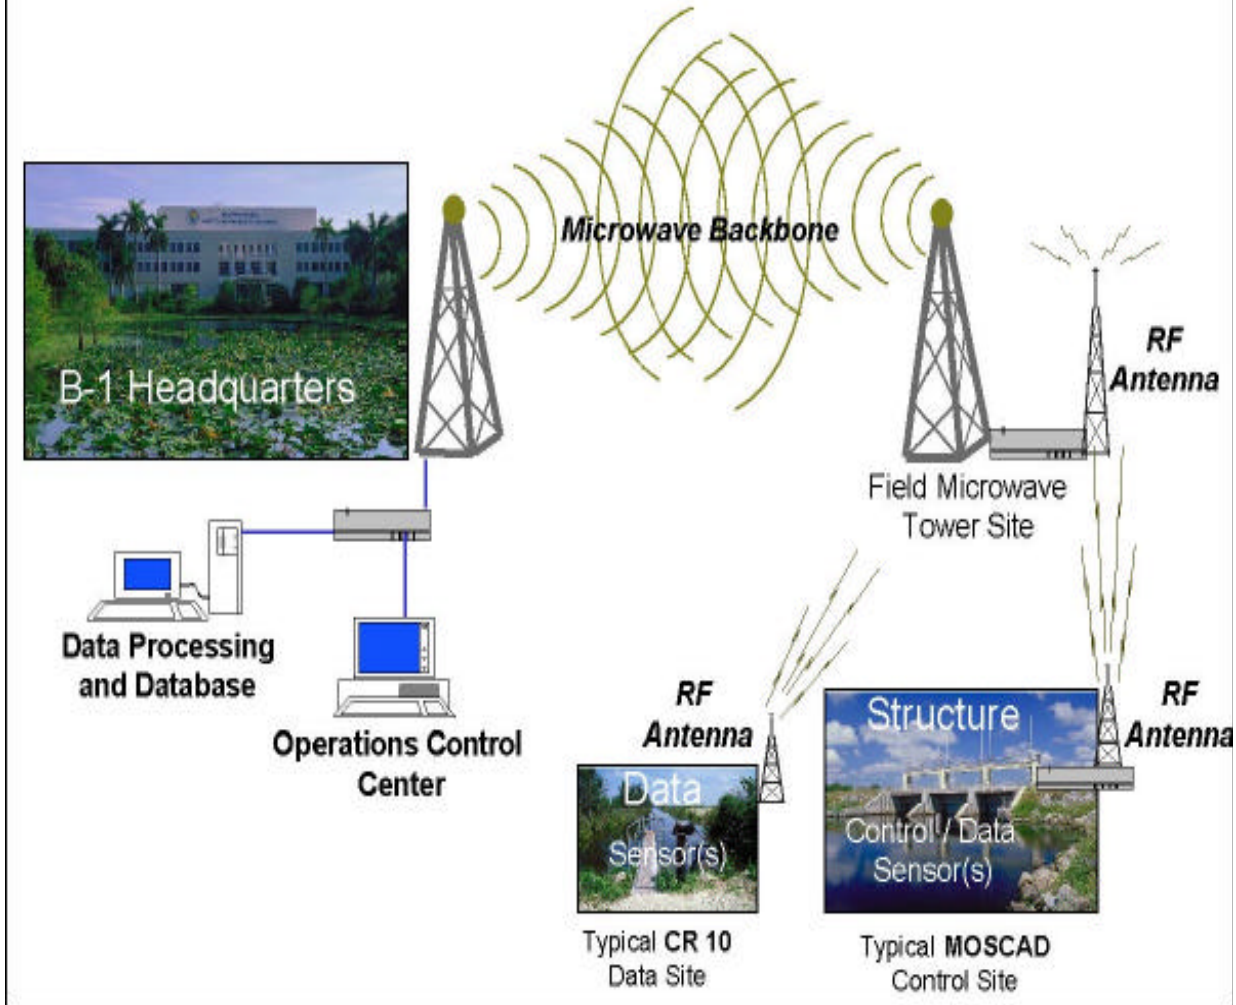 Microwave Backbone
B-1 Headquarters
RF
Antenna
Field Microwave
Tower Site
Data Processing
and Database
Operations Control
Center
RF
Antenna
Structure
Control / Data
Sensor(s)
RF
Antenna
Data
Sensor(s)
Typical CR 10
Data Site
Typical MOSCAD
Control Site